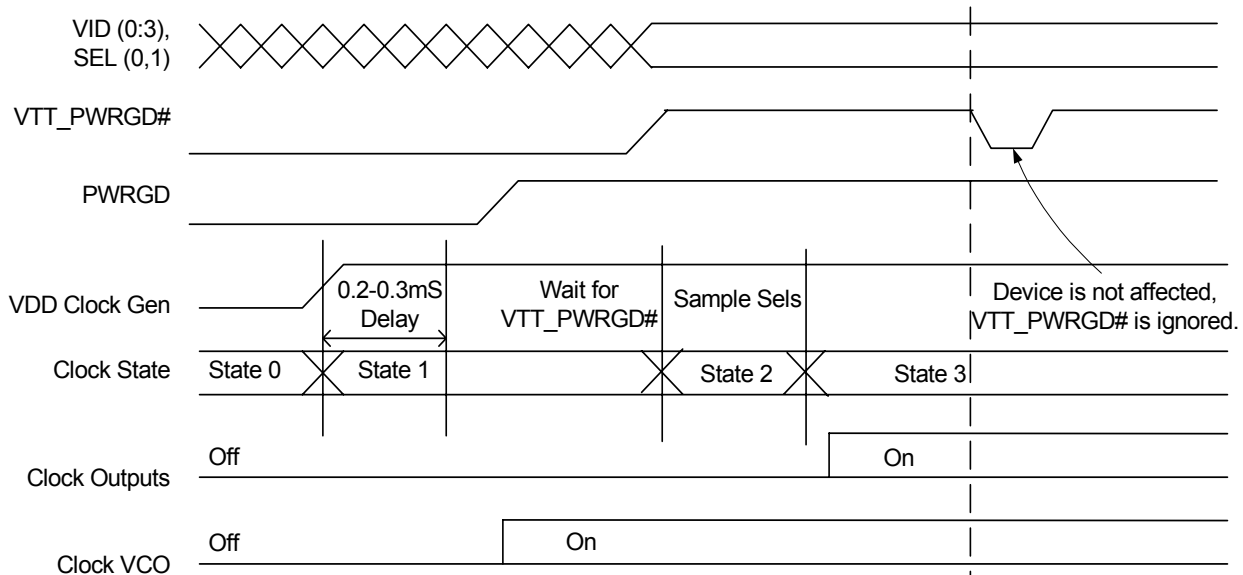 VID (0:3),
SEL (0,1)
VTT_PWRGD#
PWRGD
VDD Clock Gen
0.2-0.3mS
Delay
Wait for
VTT_PWRGD#
Sample Sels
Device is not affected,
VTT_PWRGD# is ignored.
Clock State
State 0
State 1
State 2
State 3
Clock Outputs
Off
On
Clock VCO
Off
On